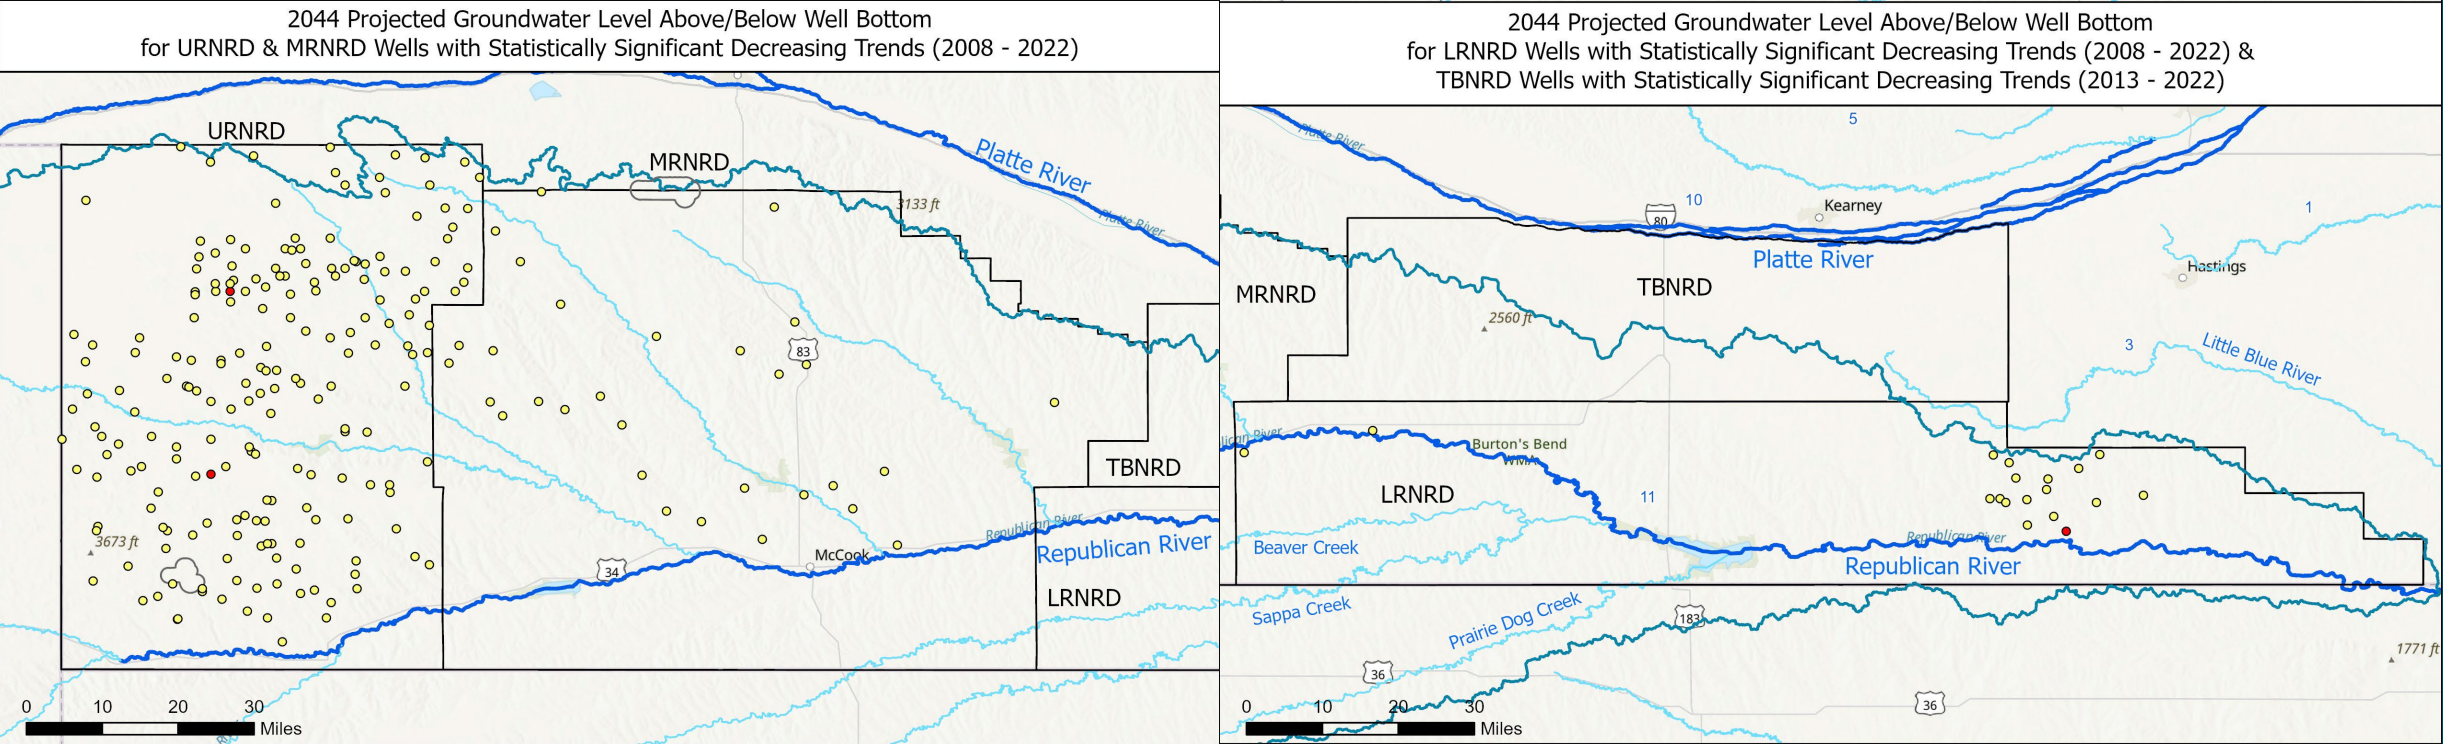 2044 Projected Groundwater Level Above/Below Well Bottom
for URNRD & MRNRD Wells with Statistically Significant Decreasing Trends (2008 - 2022)
URNRD
MRNRD
Platte River
Platte River
3133 ft
83
TBNRD
3673 ft
McCook
34
Republican River
Republican River
LRNRD
0 10 20 30
Miles
2044 Projected Groundwater Level Above/Below Well Bottom
for LRNRD Wells with Statistically Significant Decreasing Trends (2008 - 2022) &
TBNRD Wells with Statistically Significant Decreasing Trends (2013 - 2022)
Platte River
5
10
80
Kearney
1
Platte River
Hastings
MRNRD
TBNRD
2560 ft
3
Little Blue River
lican River
Burton's Bend
WMA
LRNRD
11
Beaver Creek
Republican River
Republican River
Sappa Creek
Prairie Dog Creek
183
36
1771 ft
36
0 10 20 30
Miles